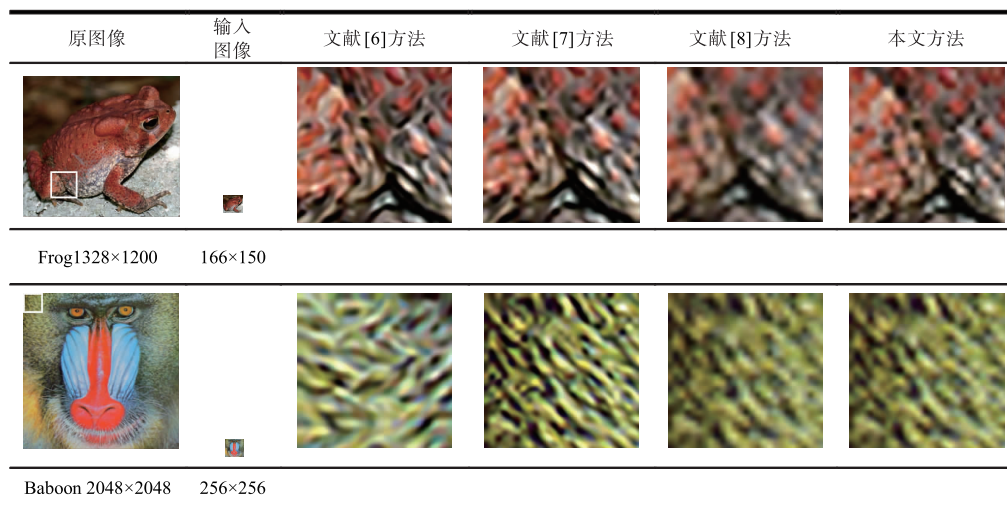 原图像
输入
图像
文献[6]方法
文献[7]方法
文献[8]方法
本文方法
Frog1328×1200
166×150
Baboon 2048×2048
256×256